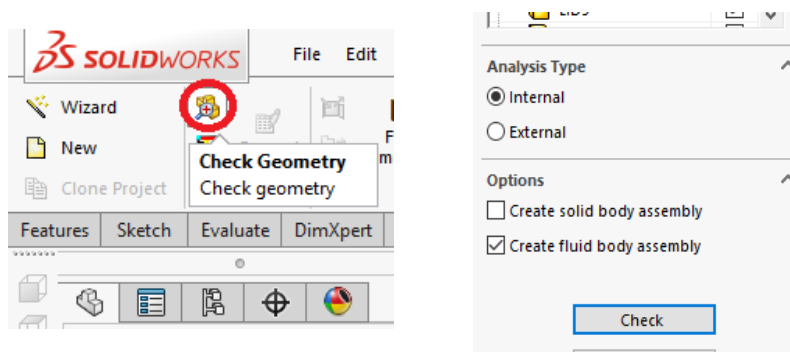 SOLIDWORKS File Edit
Wizard
New
Clone Project
Check Geometry
Check geometry
Features Sketch Evaluate DimXpert
Analysis Type
Internal
External
Options
Create solid body assembly
Create fluid body assembly
Check